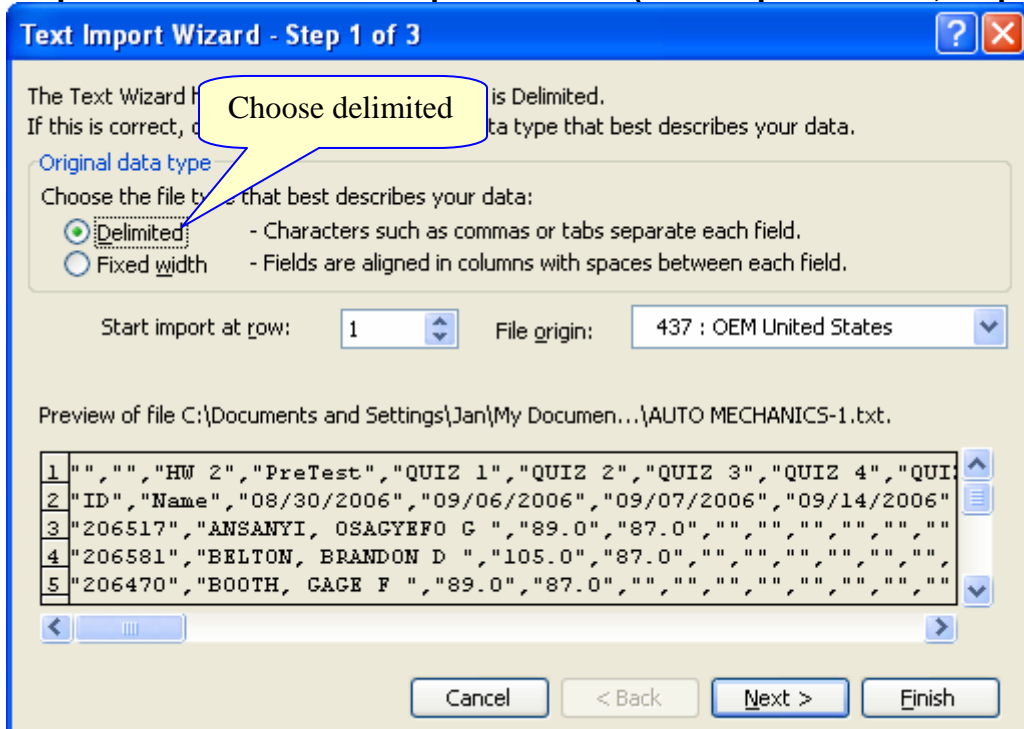 Text Import Wizard - Step 1 of 3
The Text Wizard h is Delimited.
If this is correct, ta type that best describes your data.
Choose delimited
Original data type
Choose the file type that best describes your data:
Delimited - Characters such as commas or tabs separate each field.
Fixed width - Fields are aligned in columns with spaces between each field.
Start import at row: 1 File origin: 437 : OEM United States
Preview of file C:\Documents and Settings\Jan\My Documen...\AUTO MECHANICS-1.txt.
1 "","","HW 2","PreTest","QUIZ 1","QUIZ 2","QUIZ 3","QUIZ 4","QUI
2 "ID","Name","08/30/2006","09/06/2006","09/07/2006","09/14/2006"
3 "206517","ANSANYI, OSAGYEFO G ","89.0","87.0","","","","",""
4 "206581","BELTON, BRANDON D ","105.0","87.0","","","","","",
5 "206470","BOOTH, GAGE F ","89.0","87.0","","","","","",""
Cancel < Back Next > Finish